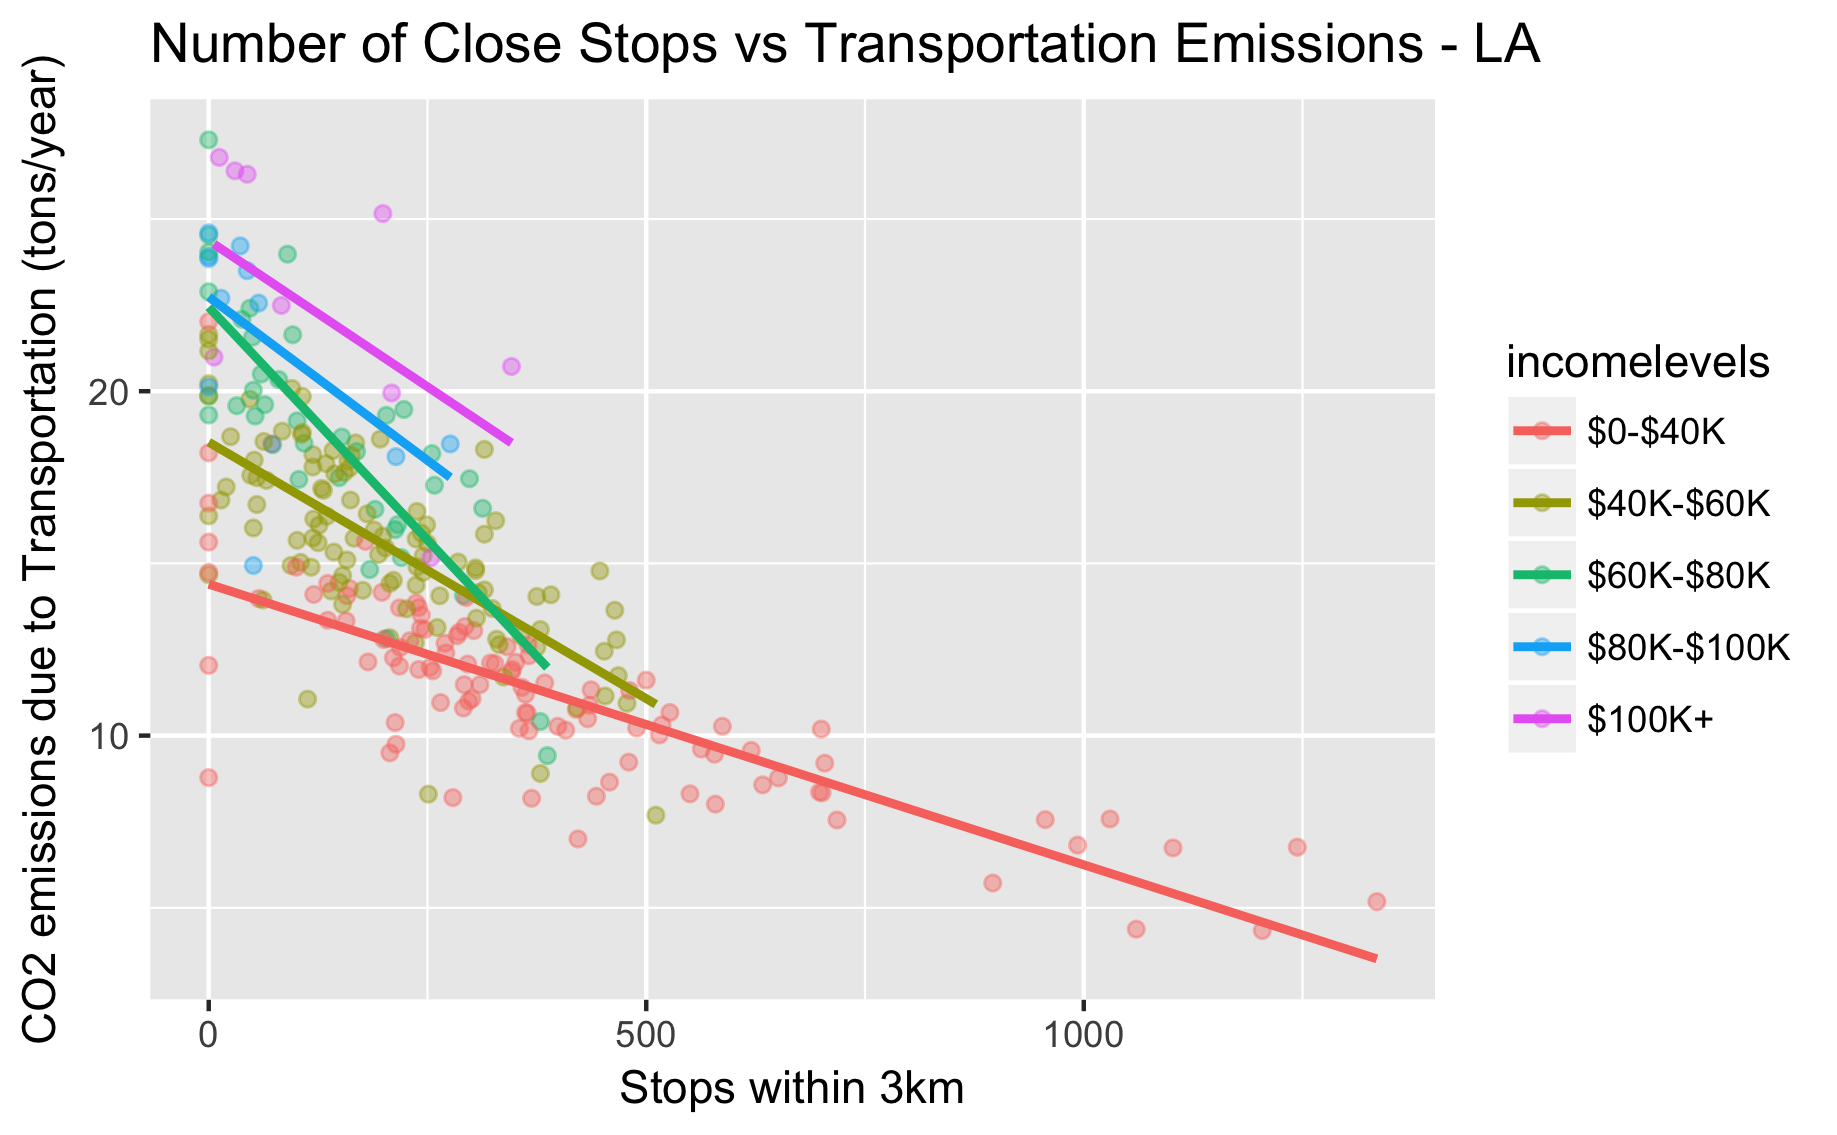 Number of Close Stops vs Transportation Emissions - LA
CO2 emissions due to Transportation (tons/year)
20
10
0
500
1000
Stops within 3km
incomelevels
$0-$40K
$40K-$60K
$60K-$80K
$80K-$100K
$100K+